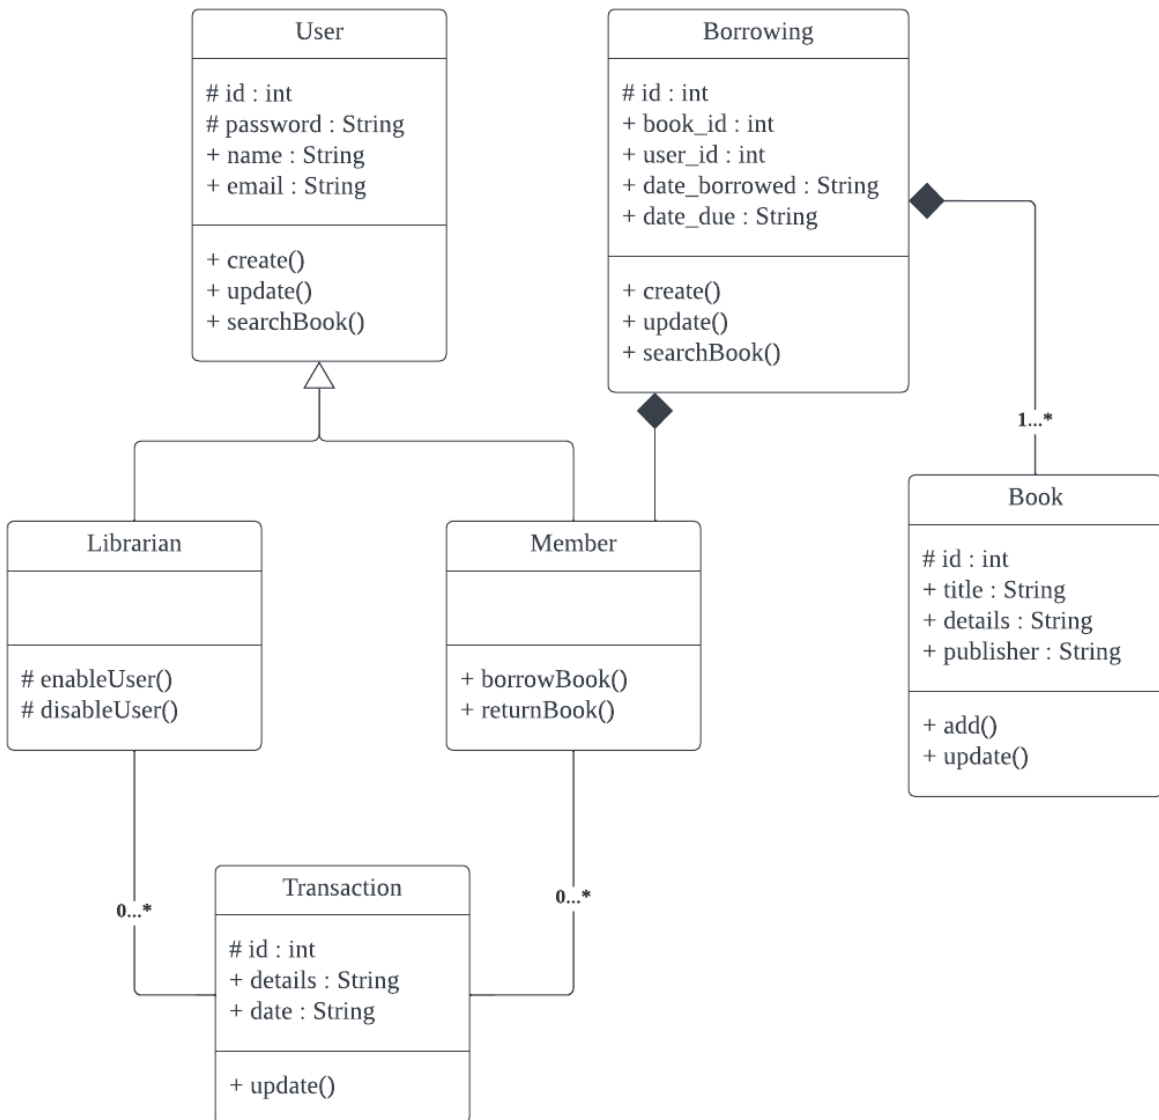 User
# id : int
# password : String
+ name : String
+ email : String
+ create()
+ update()
+ searchBook()
Borrowing
# id : int
+ book_id : int
+ user_id : int
+ date_borrowed : String
+ date_due : String
+ create()
+ update()
+ searchBook()
1...*
Librarian
# enableUser()
# disableUser()
Member
+ borrowBook()
+ returnBook()
Book
# id : int
+ title : String
+ details : String
+ publisher : String
+ add()
+ update()
0...*
0...*
Transaction
# id : int
+ details : String
+ date : String
+ update()